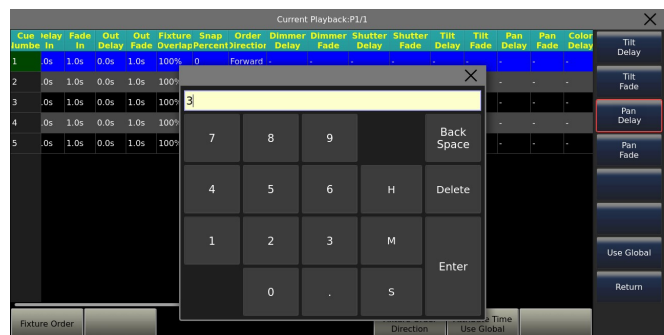 Current Playback:P1/1
Cue elay Fade Out Out Fixture Snap Order Dimmer Dimmer Shutter Shutter Tilt Tilt Pan Pan Color
umbe In In Delay Fade Overlap Percent Direction Delay Fade Delay Fade Delay Fade Delay Fade Delay
1 .0s 1.0s 0.0s 1.0s 100% 0 Forward - - - - - - - - -
2 .0s 1.0s 0.0s 1.0s 100% - - -
3 .0s 1.0s 0.0s 1.0s 100% - - -
4 .0s 1.0s 0.0s 1.0s 100% - - -
5 .0s 1.0s 0.0s 1.0s 100% - - -
3
7 8 9 Back
Space
4 5 6 H Delete
1 2 3 M
Enter
0 . S
Tilt
Delay
Tilt
Fade
Pan
Delay
Pan
Fade
Use Global
Return
Fixture Order
Direction
Time
Use Global